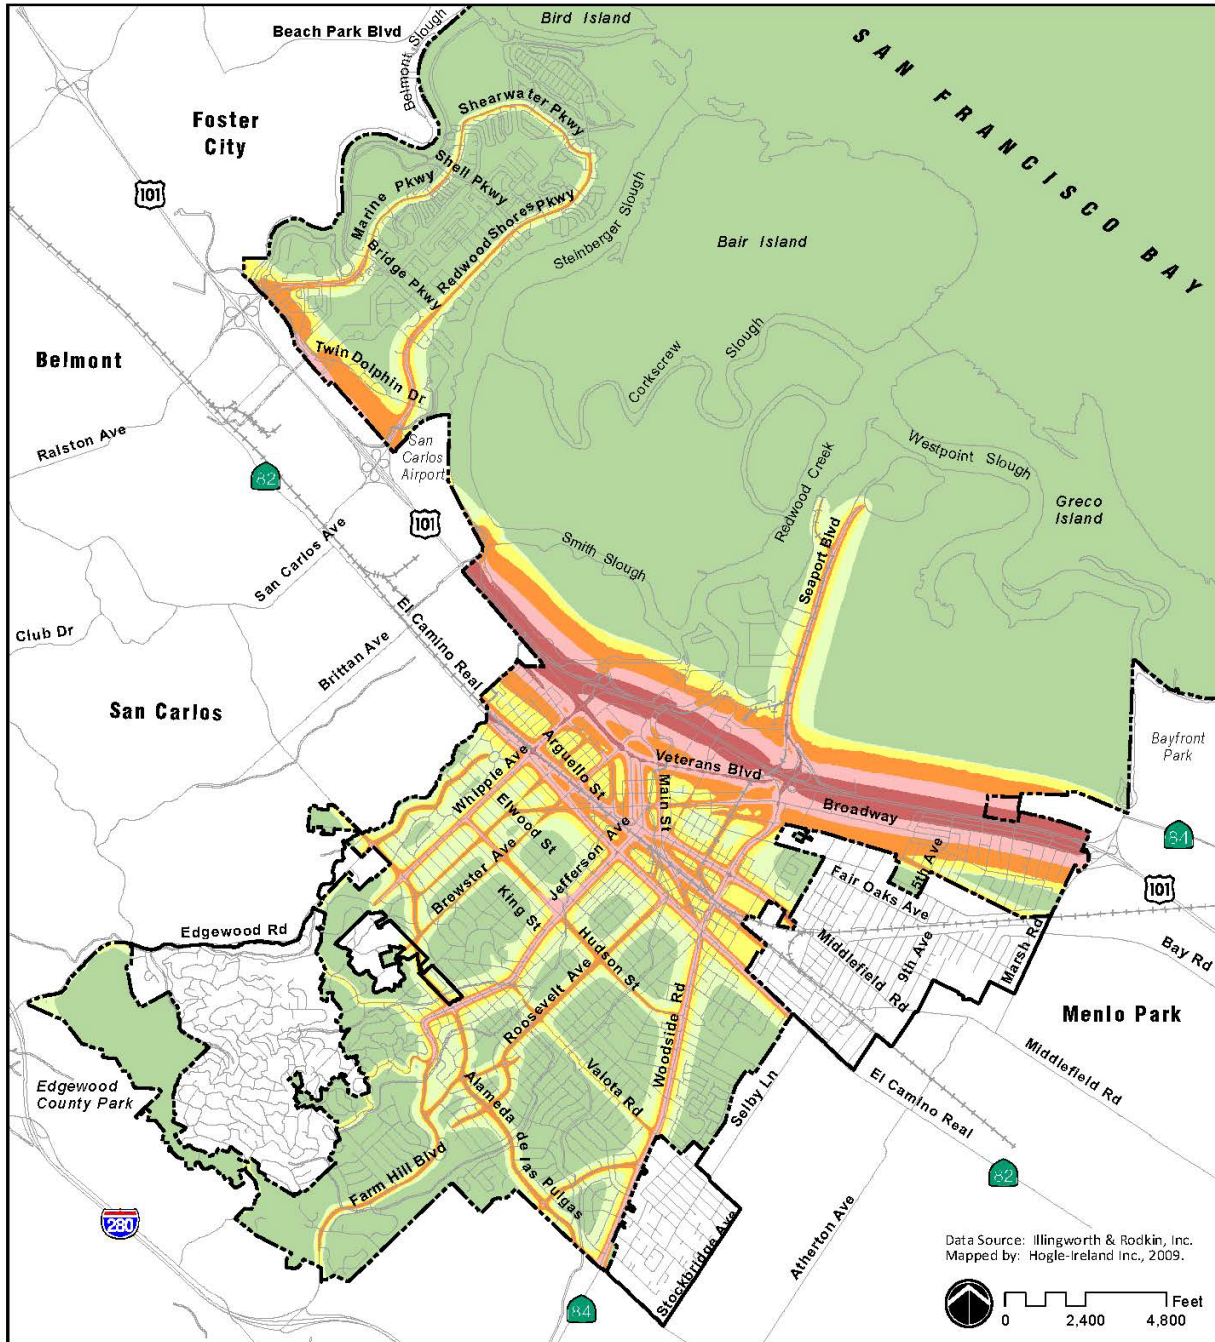 Bird Island
Beach Park Blvd
Belmont Slough
SAN FRANCISCO BAY
Foster
City
Shearwater Pkwy
Shell Pkwy
101
Marine Pkwy
Redwood Shores Pkwy
Steinberger Slough
Bair Island
Bridge Pkwy
Belmont
Twin Dolphin Dr
Corkscrew Slough
Ralston Ave
San
Carlos
Airport
82
Westpoint Slough
Redwood Creek
Greco
Island
101
San Carlos Ave
Smith Slough
Seaport Blvd
El Camino Real
Club Dr
Brittan Ave
San Carlos
Bayfront
Park
Arguello St
Veterans Blvd
Whipple Ave
Main St
Broadway
Elwood St
84
Jefferson Ave
Brewster Ave
5th Ave
Fair Oaks Ave
101
King St
Edgewood Rd
Hudson St
9th Ave
Marsh Rd
Bay Rd
Middlefield Rd
Roosevelt Ave
Woodside Rd
Menlo Park
Edgewood
County Park
Valota Rd
Middlefield Rd
Alameda de las Pulgas
Selby Ln
El Camino Real
Farm Hill Blvd
82
280
Stockbridge Ave
Atherton Ave
84
Data Source: Illingworth & Rodkin, Inc.
Mapped by: Hogle-Ireland Inc., 2009.
Feet
0 2,400 4,800